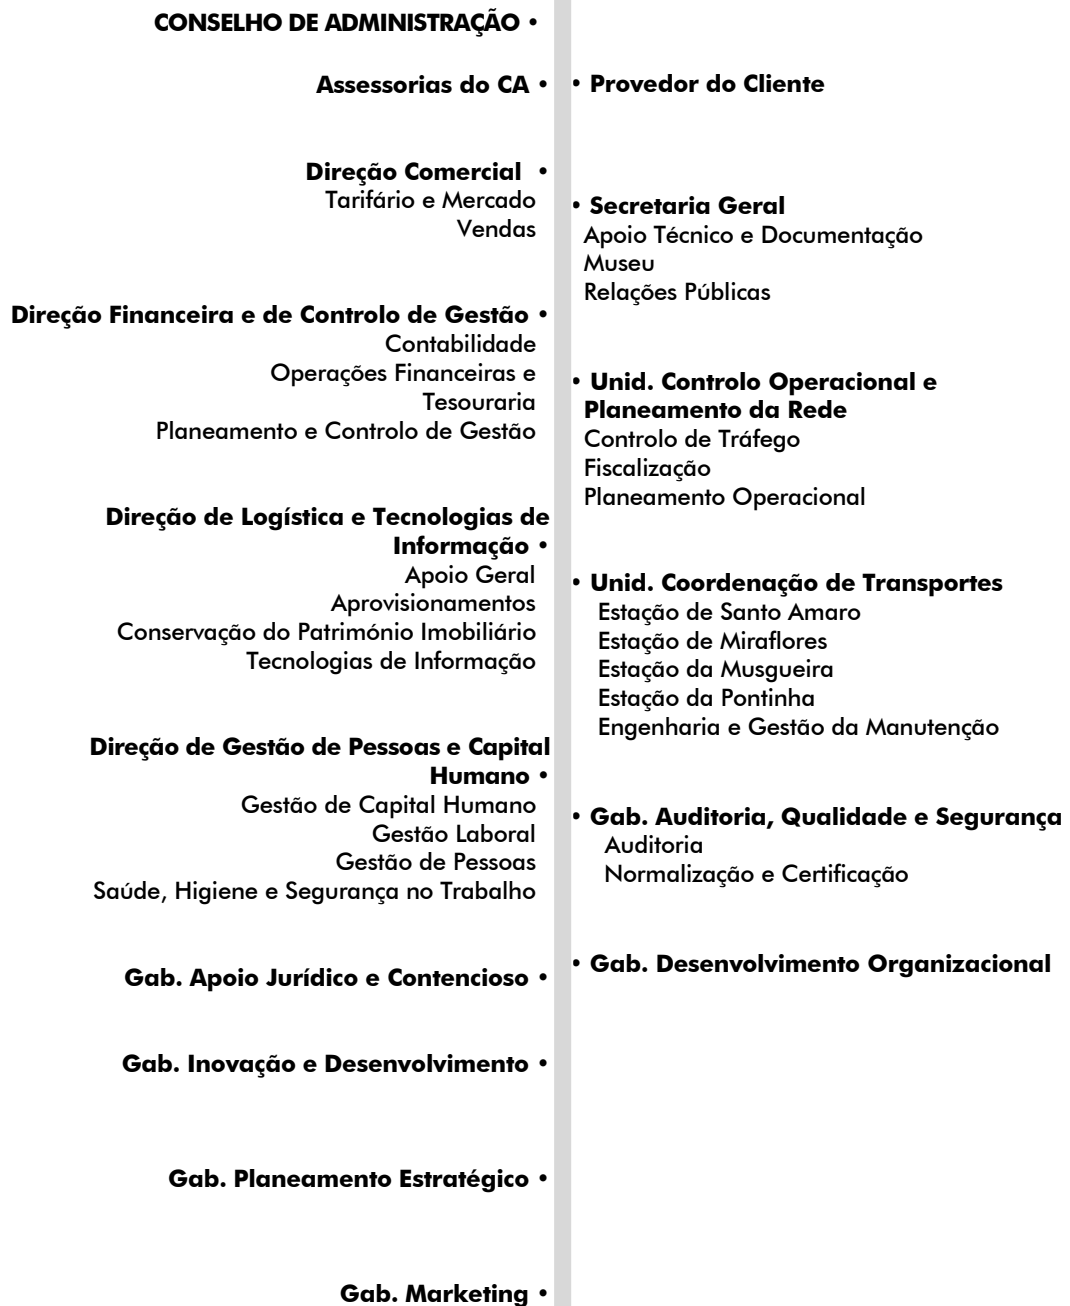 CONSELHO DE ADMINISTRAÇÃO •
Assessorias do CA •
Direção Comercial •
Tarifário e Mercado
Vendas
Direção Financeira e de Controlo de Gestão •
Contabilidade
Operações Financeiras e
Tesouraria
Planeamento e Controlo de Gestão
Direção de Logística e Tecnologias de
Informação •
Apoio Geral
Aprovisionamentos
Conservação do Património Imobiliário
Tecnologias de Informação
Direção de Gestão de Pessoas e Capital
Humano •
Gestão de Capital Humano
Gestão Laboral
Gestão de Pessoas
Saúde, Higiene e Segurança no Trabalho
Gab. Apoio Jurídico e Contencioso •
Gab. Inovação e Desenvolvimento •
Gab. Planeamento Estratégico •
Gab. Marketing •
• Provedor do Cliente
• Secretaria Geral
Apoio Técnico e Documentação
Museu
Relações Públicas
• Unid. Controlo Operacional e
Planeamento da Rede
Controlo de Tráfego
Fiscalização
Planeamento Operacional
• Unid. Coordenação de Transportes
Estação de Santo Amaro
Estação de Miraflores
Estação da Musgueira
Estação da Pontinha
Engenharia e Gestão da Manutenção
• Gab. Auditoria, Qualidade e Segurança
Auditoria
Normalização e Certificação
• Gab. Desenvolvimento Organizacional